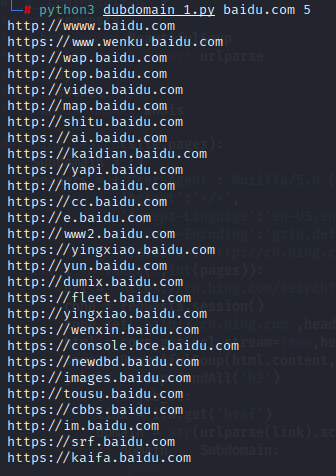 └─# python3 dubdomain_1.py baidu.com 5
http://wwww.baidu.com
https://www.wenku.baidu.com
http://wap.baidu.com
http://top.baidu.com
http://video.baidu.com
http://map.baidu.com
http://shitu.baidu.com
https://ai.baidu.com
https://kaidian.baidu.com
https://yapi.baidu.com
http://home.baidu.com
https://cc.baidu.com
http://e.baidu.com
http://www2.baidu.com
https://yingxiao.baidu.com
http://yun.baidu.com
http://dumix.baidu.com
https://fleet.baidu.com
http://yingxiao.baidu.com
https://wenxin.baidu.com
https://console.bce.baidu.com
https://newdbd.baidu.com
http://images.baidu.com
http://tousu.baidu.com
https://cbbs.baidu.com
http://im.baidu.com
https://srf.baidu.com
https://kaifa.baidu.com